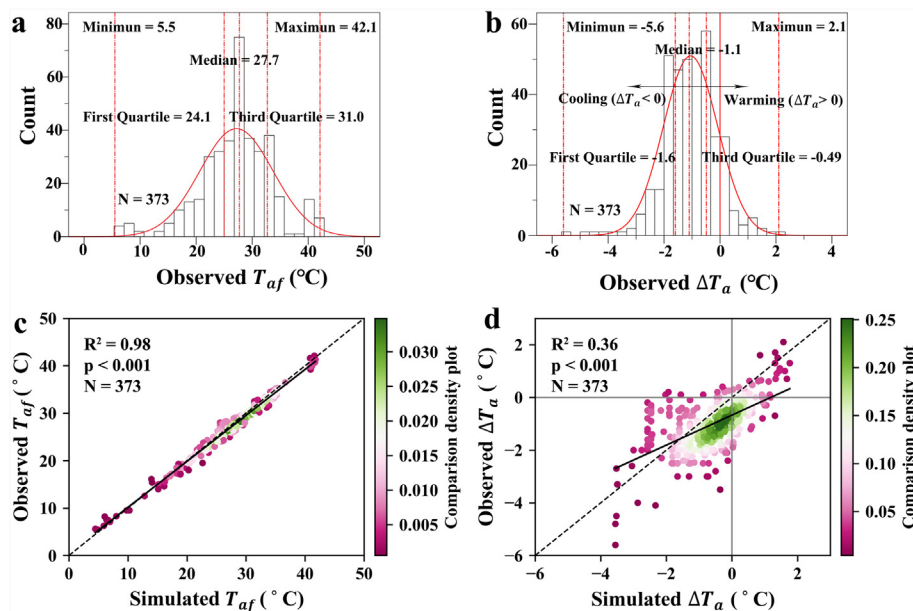 a
Minimun = 5.5
Maximun = 42.1
80
60
40
20
0
Count
Median = 27.7
First Quartile = 24.1
Third Quartile = 31.0
N = 373
0 10 20 30 40 50
Observed T_af (°C)
b
Minimun = -5.6
Maximun = 2.1
60
40
20
0
Count
Median = -1.1
Cooling (ΔT_a< 0)
Warming (ΔT_a> 0)
First Quartile = -1.6
Third Quartile = -0.49
N = 373
-6 -4 -2 0 2 4
Observed ΔT_a (°C)
c
50
40
30
20
10
0
Observed T_af (°C)
R² = 0.98
p < 0.001
N = 373
0 10 20 30 40 50
Simulated T_af (°C)
0.030
0.025
0.020
0.015
0.010
0.005
Comparison density plot
d
2
0
−2
−4
−6
Observed ΔT_a (°C)
R² = 0.36
p < 0.001
N = 373
−6 −4 −2 0 2
Simulated ΔT_a (°C)
0.25
0.20
0.15
0.10
0.05
Comparison density plot